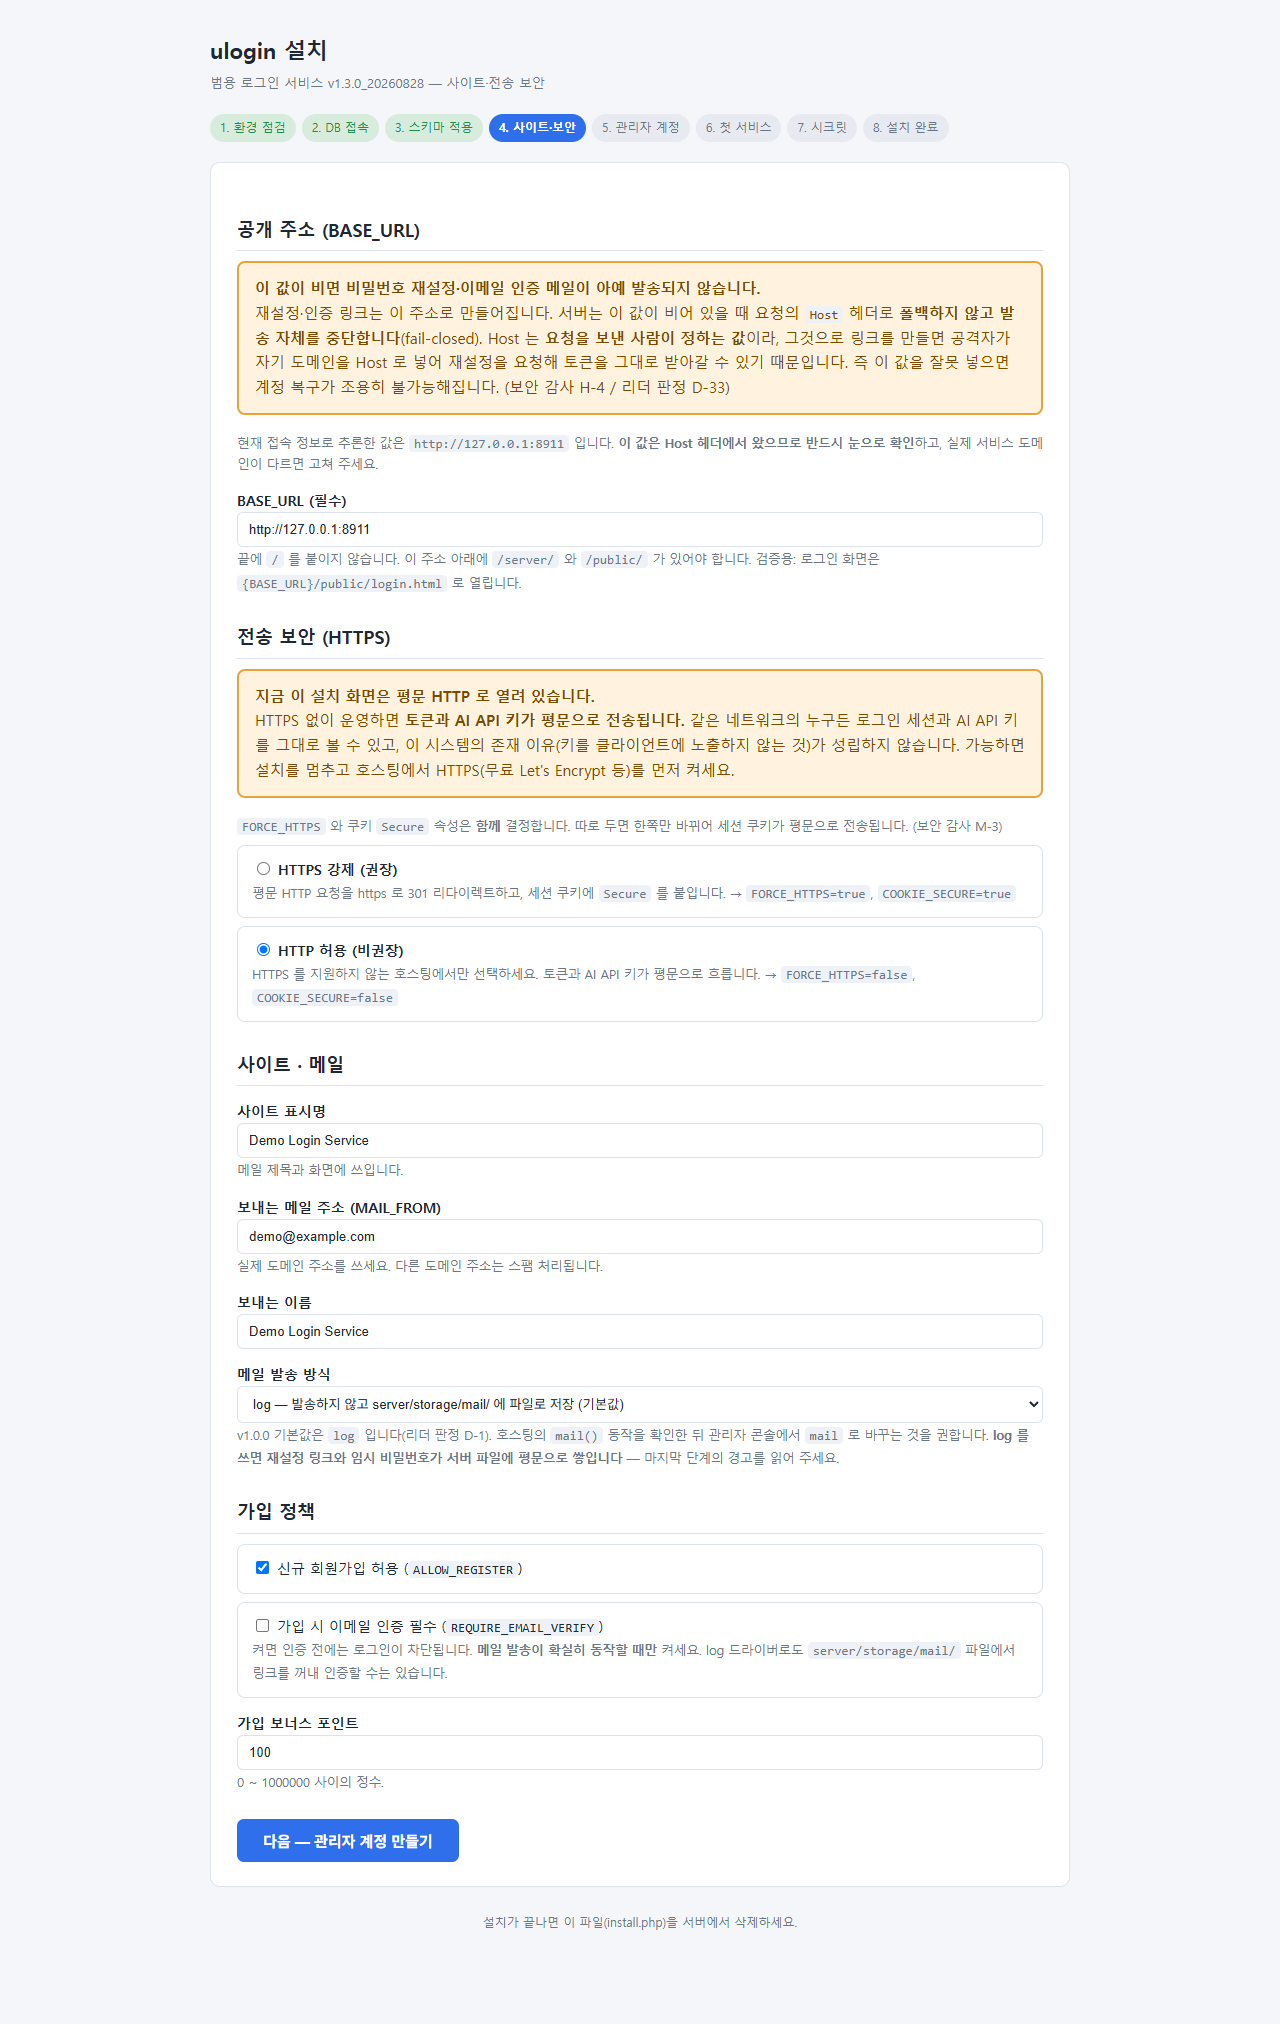 ulogin 설치
범용 로그인 서비스 v1.3.0_20260828 — 사이트·전송 보안
1. 환경 점검
2. DB 접속
3. 스키마 적용
4. 사이트·보안
5. 관리자 계정
6. 첫 서비스
7. 시크릿
8. 설치 완료
공개 주소 (BASE_URL)
이 값이 비면 비밀번호 재설정·이메일 인증 메일이 아예 발송되지 않습니다.
재설정·인증 링크는 이 주소로 만들어집니다. 서버는 이 값이 비어 있을 때 요청의 Host 헤더로 폴백하지 않고 발
송 자체를 중단합니다(fail-closed). Host 는 요청을 보낸 사람이 정하는 값이라, 그것으로 링크를 만들면 공격자가
자기 도메인을 Host 로 넣어 재설정을 요청해 토큰을 그대로 받아갈 수 있기 때문입니다. 즉 이 값을 잘못 넣으면
계정 복구가 조용히 불가능해집니다. (보안 감사 H-4 / 리더 판정 D-33)
현재 접속 정보로 추론한 값은 http://127.0.0.1:8911 입니다. 이 값은 Host 헤더에서 왔으므로 반드시 눈으로 확인하고, 실제 서비스 도메
인이 다르면 고쳐 주세요.
BASE_URL (필수)
http://127.0.0.1:8911
끝에 / 를 붙이지 않습니다. 이 주소 아래에 /server/ 와 /public/ 가 있어야 합니다. 검증용: 로그인 화면은
{BASE_URL}/public/login.html 로 열립니다.
전송 보안 (HTTPS)
지금 이 설치 화면은 평문 HTTP 로 열려 있습니다.
HTTPS 없이 운영하면 토큰과 AI API 키가 평문으로 전송됩니다. 같은 네트워크의 누구든 로그인 세션과 AI API 키
를 그대로 볼 수 있고, 이 시스템의 존재 이유(키를 클라이언트에 노출하지 않는 것)가 성립하지 않습니다. 가능하면
설치를 멈추고 호스팅에서 HTTPS(무료 Let's Encrypt 등)를 먼저 켜세요.
FORCE_HTTPS 와 쿠키 Secure 속성은 함께 결정합니다. 따로 두면 한쪽만 바뀌어 세션 쿠키가 평문으로 전송됩니다. (보안 감사 M-3)
HTTPS 강제 (권장)
평문 HTTP 요청을 https 로 301 리다이렉트하고, 세션 쿠키에 Secure 를 붙입니다. → FORCE_HTTPS=true, COOKIE_SECURE=true
HTTP 허용 (비권장)
HTTPS 를 지원하지 않는 호스팅에서만 선택하세요. 토큰과 AI API 키가 평문으로 흐릅니다. → FORCE_HTTPS=false,
COOKIE_SECURE=false
사이트 · 메일
사이트 표시명
Demo Login Service
메일 제목과 화면에 쓰입니다.
보내는 메일 주소 (MAIL_FROM)
demo@example.com
실제 도메인 주소를 쓰세요. 다른 도메인 주소는 스팸 처리됩니다.
보내는 이름
Demo Login Service
메일 발송 방식
log — 발송하지 않고 server/storage/mail/ 에 파일로 저장 (기본값)
v1.0.0 기본값은 log 입니다(리더 판정 D-1). 호스팅의 mail() 동작을 확인한 뒤 관리자 콘솔에서 mail 로 바꾸는 것을 권합니다. log 를
쓰면 재설정 링크와 임시 비밀번호가 서버 파일에 평문으로 쌓입니다 — 마지막 단계의 경고를 읽어 주세요.
가입 정책
신규 회원가입 허용 (ALLOW_REGISTER)
가입 시 이메일 인증 필수 (REQUIRE_EMAIL_VERIFY)
켜면 인증 전에는 로그인이 차단됩니다. 메일 발송이 확실히 동작할 때만 켜세요. log 드라이버로도 server/storage/mail/ 파일에서
링크를 꺼내 인증할 수는 있습니다.
가입 보너스 포인트
100
0 ~ 1000000 사이의 정수.
다음 — 관리자 계정 만들기
설치가 끝나면 이 파일(install.php)을 서버에서 삭제하세요.